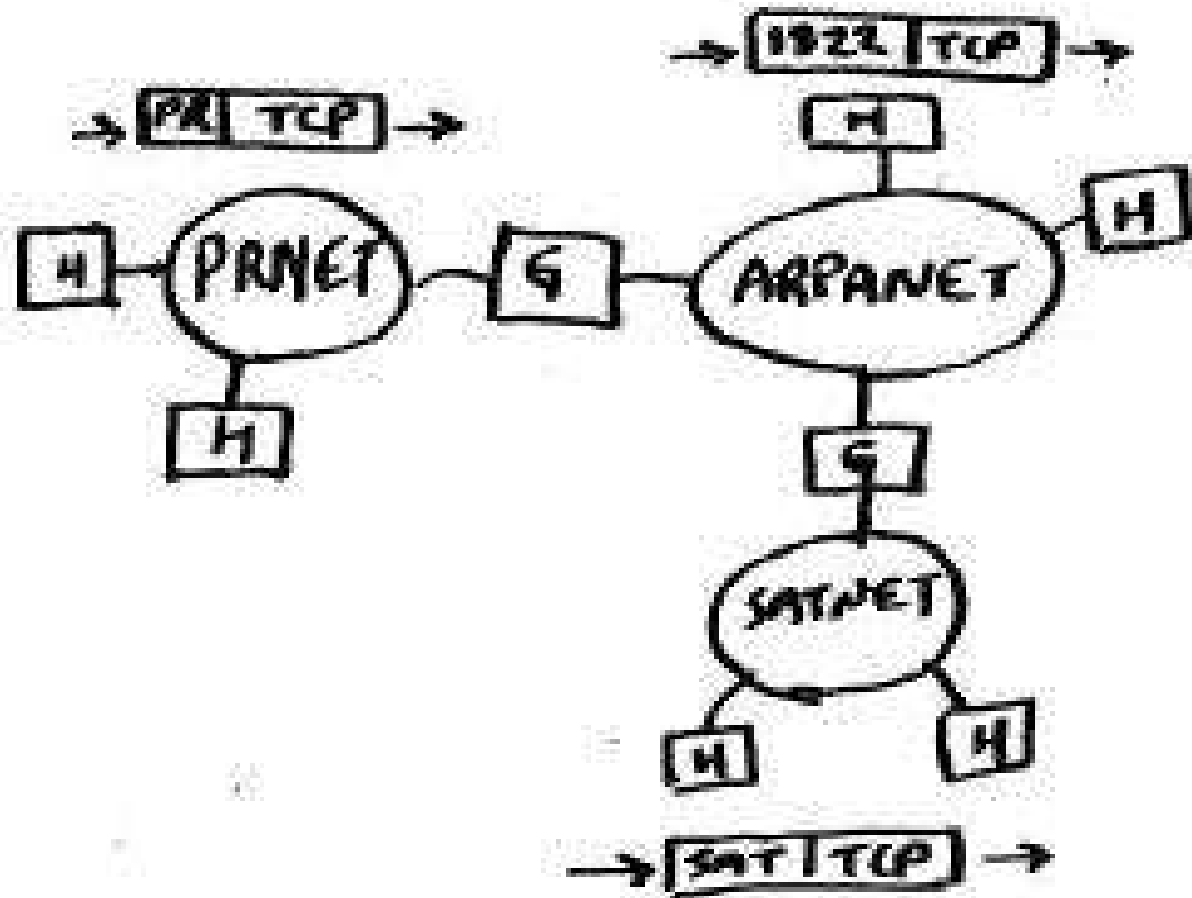 1822 TCP
PR TCP
H
H
H
PRNET
G
ARPANET
H
G
SATNET
H
H
SAT TCP